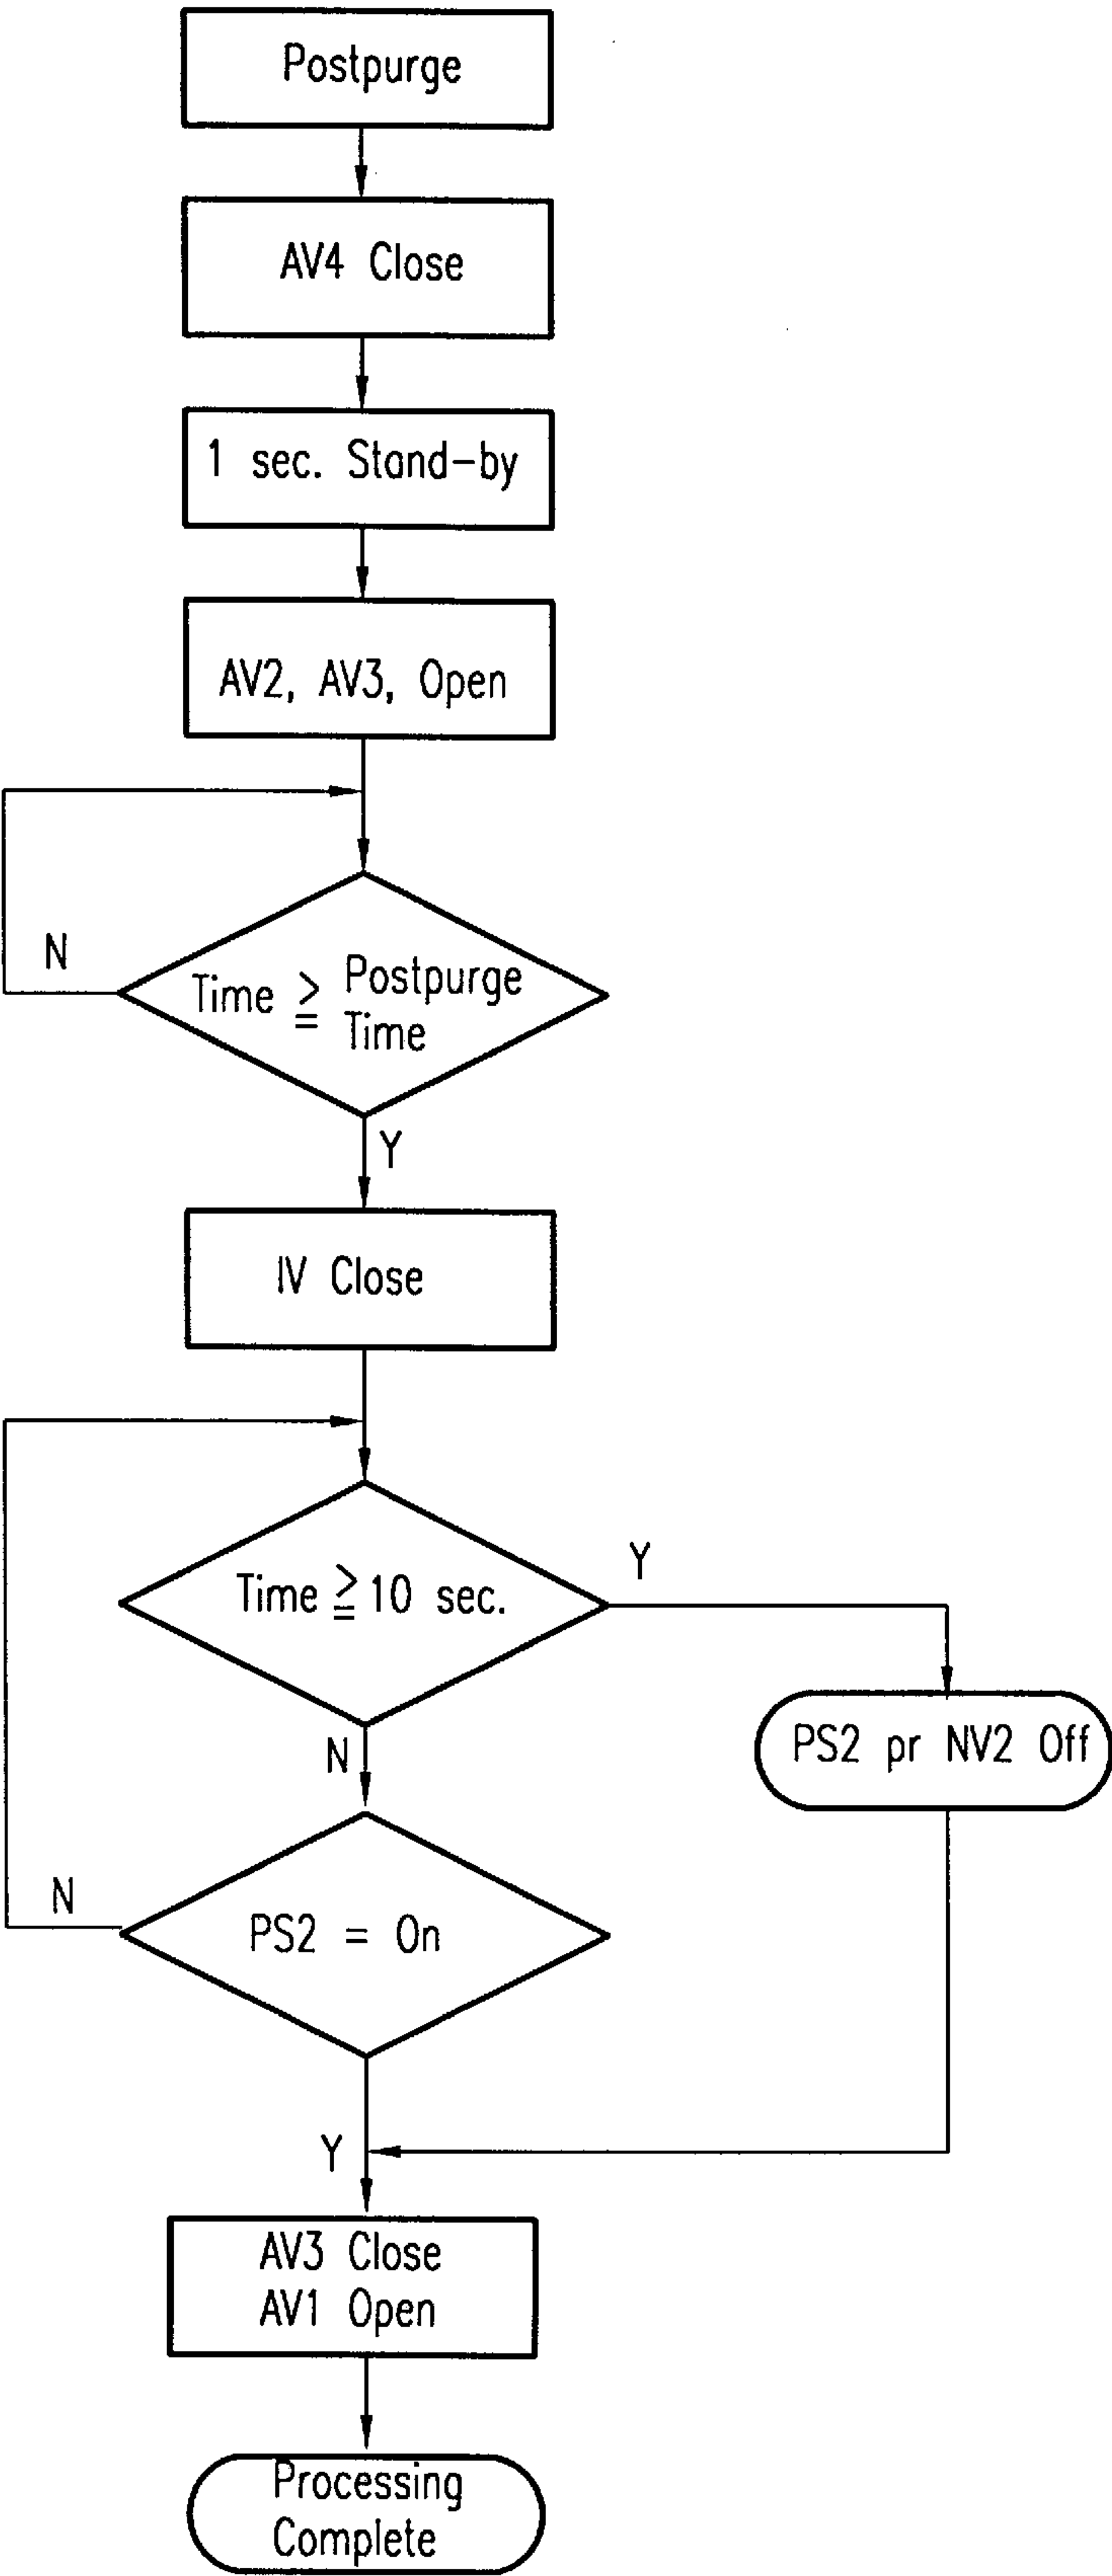 Postpurge
AV4 Close
1 sec. Stand-by
AV2, AV3, Open
N
Time ≧ Postpurge
Time
Y
IV Close
Time ≧ 10 sec.
Y
N
PS2 pr NV2 Off
PS2 = On
N
Y
AV3 Close
AV1 Open
Processing
Complete